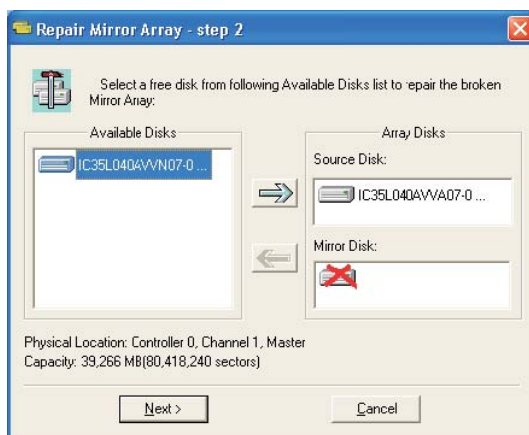 Repair Mirror Array - step 2
Select a free disk from following Available Disks list to repair the broken
Mirror Array:
Available Disks
IC35L040AVVN07-0 ...
Array Disks
Source Disk:
IC35L040AVVA07-0 ...
Mirror Disk:
Physical Location: Controller 0, Channel 1, Master
Capacity: 39,266 MB(80,418,240 sectors)
Next >
Cancel